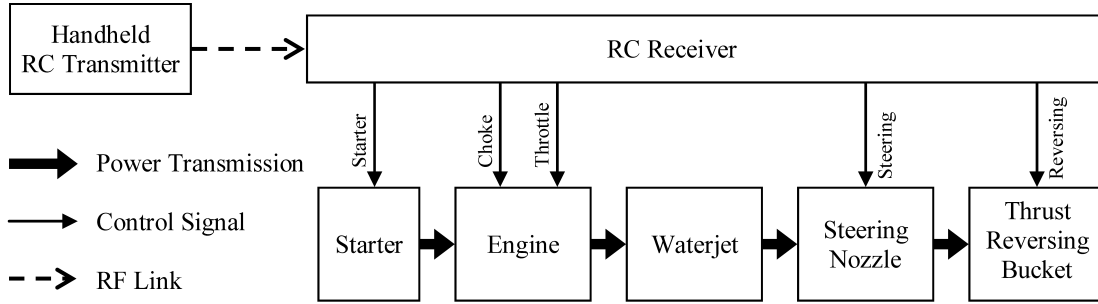 Handheld
RC Transmitter
RC Receiver
Starter
Choke
Throttle
Steering
Reversing
Power Transmission
Control Signal
RF Link
Starter
Engine
Waterjet
Steering
Nozzle
Thrust
Reversing
Bucket